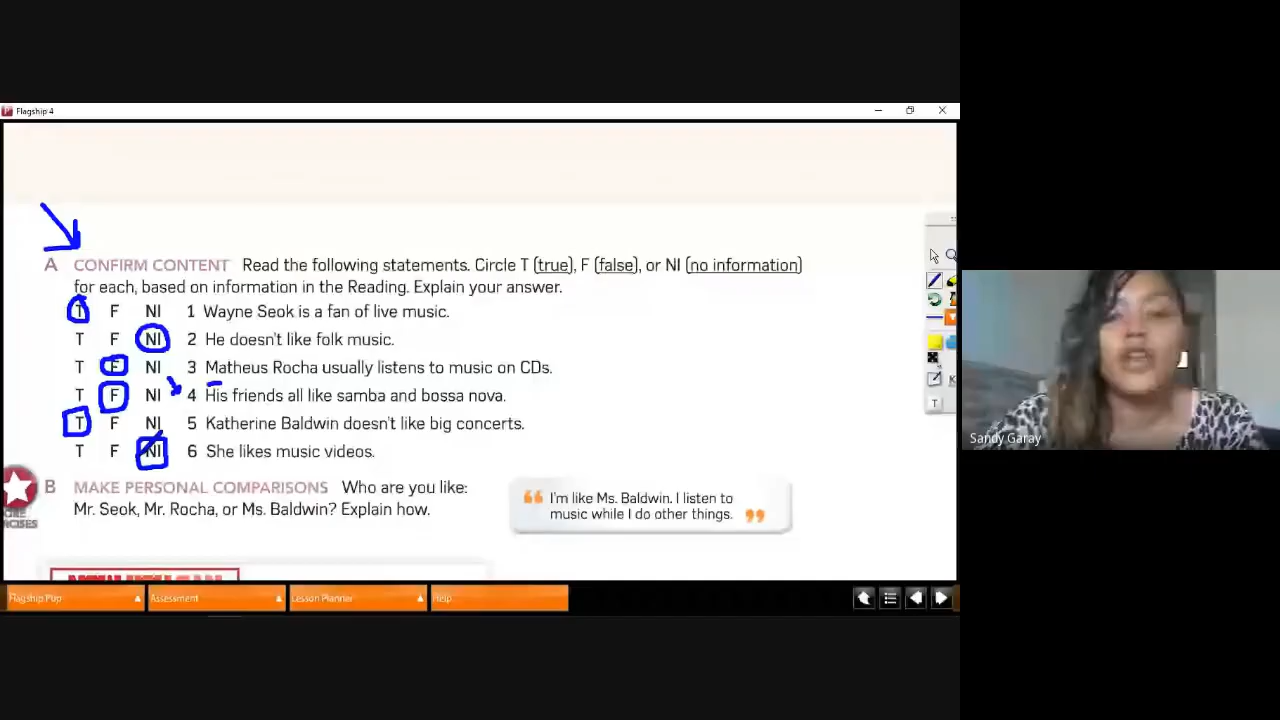 Flagship 4
A CONFIRM CONTENT Read the following statements. Circle T (true), F (false), or NI (no information)
for each, based on information in the Reading. Explain your answer.
T F NI 1 Wayne Seok is a fan of live music.
T F NI 2 He doesn't like folk music.
T F NI 3 Matheus Rocha usually listens to music on CDs.
T F NI 4 His friends all like samba and bossa nova.
T F NI 5 Katherine Baldwin doesn't like big concerts.
T F NI 6 She likes music videos.
B MAKE PERSONAL COMPARISONS Who are you like:
Mr. Seok, Mr. Rocha, or Ms. Baldwin? Explain how.
“ I'm like Ms. Baldwin. I listen to
music while I do other things. ”
Flagship Pop Assessment Lesson Planner Help
T
Sandy Garay